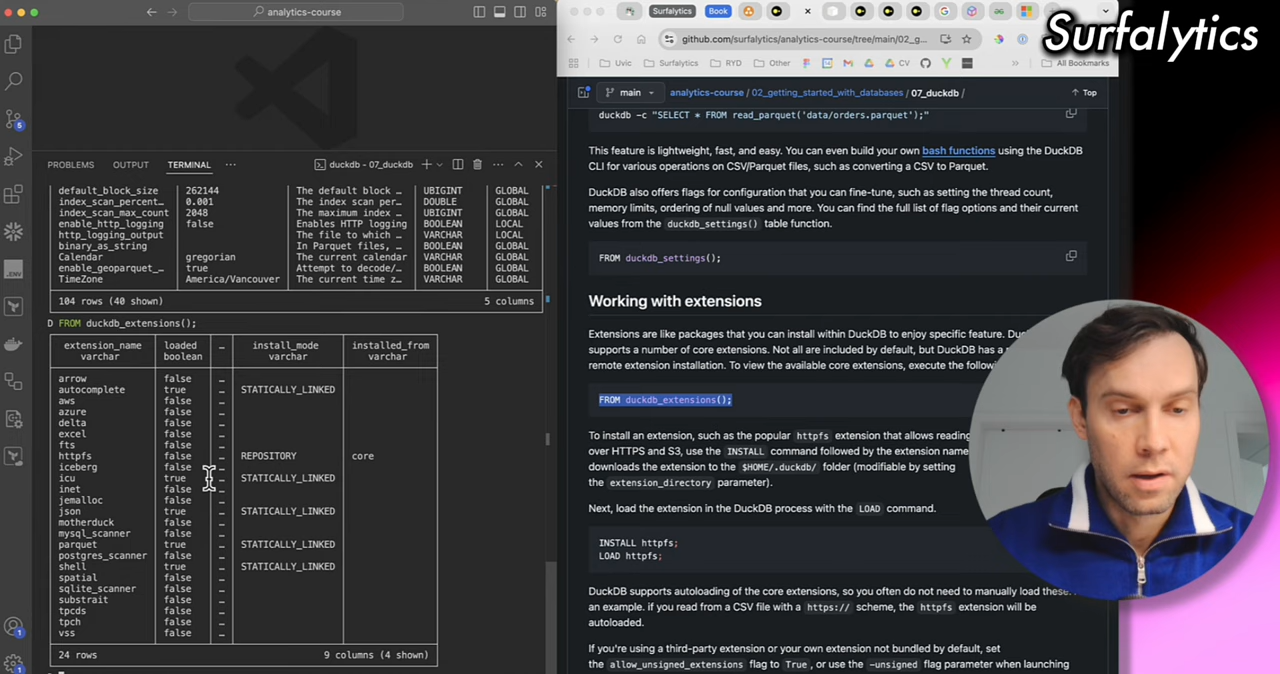 analytics-course
PROBLEMS OUTPUT TERMINAL ··· duckdb - 07_duckdb
default_block_size 262144 The default block … UBIGINT GLOBAL
index_scan_percent… 0.001 The index scan per… DOUBLE GLOBAL
index_scan_max_count 2048 The maximum index … UBIGINT GLOBAL
enable_http_logging false Enables HTTP logging BOOLEAN LOCAL
http_logging_output The file to which … VARCHAR LOCAL
binary_as_string In Parquet files, … BOOLEAN GLOBAL
Calendar gregorian The current calendar VARCHAR GLOBAL
enable_geoparquet_… true Attempt to decode/… BOOLEAN GLOBAL
TimeZone America/Vancouver The current time z… VARCHAR GLOBAL
104 rows (40 shown) 5 columns
D FROM duckdb_extensions();
extension_name loaded … install_mode installed_from
varchar boolean varchar varchar
arrow false …
autocomplete true … STATICALLY_LINKED
aws false …
azure false …
delta false …
excel false …
fts false …
httpfs false … REPOSITORY core
iceberg false …
icu true … STATICALLY_LINKED
inet false …
jemalloc false …
json true … STATICALLY_LINKED
motherduck false …
mysql_scanner false …
parquet true … STATICALLY_LINKED
postgres_scanner false …
shell true … STATICALLY_LINKED
spatial false …
sqlite_scanner false …
substrait false …
tpcds false …
tpch false …
vss false …
24 rows 9 columns (4 shown)
.ENV
5
1
1
Surfalytics Book
github.com/surfalytics/analytics-course/tree/main/02_g...
Uvic Surfalytics RYD Other CV » All Bookmarks
Surfalytics
main analytics-course / 02_getting_started_with_databases / 07_duckdb / Top
duckdb -c "SELECT * FROM read_parquet('data/orders.parquet');"
This feature is lightweight, fast, and easy. You can even build your own bash functions using the DuckDB
CLI for various operations on CSV/Parquet files, such as converting a CSV to Parquet.
DuckDB also offers flags for configuration that you can fine-tune, such as setting the thread count,
memory limits, ordering of null values and more. You can find the full list of flag options and their current
values from the duckdb_settings() table function.
FROM duckdb_settings();
Working with extensions
Extensions are like packages that you can install within DuckDB to enjoy specific feature.
supports a number of core extensions. Not all are included by default, but DuckDB has a
remote extension installation. To view the available core extensions, execute the
FROM duckdb_extensions();
To install an extension, such as the popular httpfs extension that allows reading
over HTTPS and S3, use the INSTALL command followed by the extension name
downloads the extension to the $HOME/.duckdb/ folder (modifiable by setting
the extension_directory parameter).
Next, load the extension in the DuckDB process with the LOAD command.
INSTALL httpfs;
LOAD httpfs;
DuckDB supports autoloading of the core extensions, so you often do not need to manually load these.
an example. if you read from a CSV file with a https:// scheme, the httpfs extension will be
autoloaded.
If you're using a third-party extension or your own extension not bundled by default, set
the allow_unsigned_extensions flag to True, or use the -unsigned flag parameter when launching